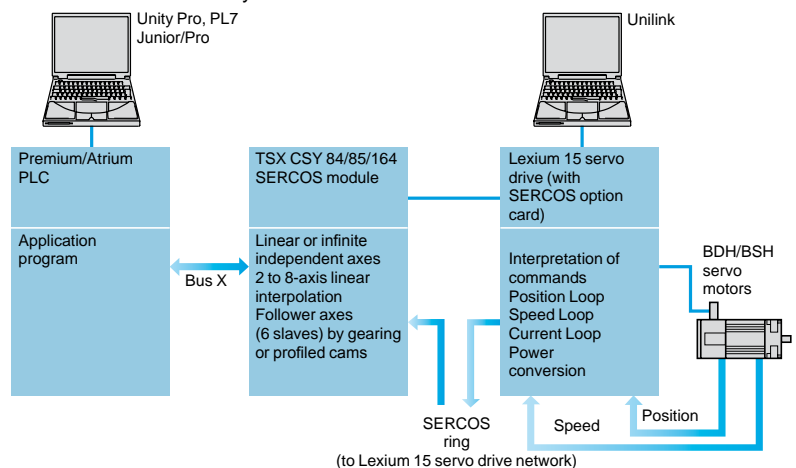 Unity Pro, PL7
Junior/Pro
Unilink
Premium/Atrium
PLC
TSX CSY 84/85/164
SERCOS module
Lexium 15 servo
drive (with
SERCOS option
card)
Application
program
Bus X
Linear or infinite
independent axes
2 to 8-axis linear
interpolation
Follower axes
(6 slaves) by gearing
or profiled cams
Interpretation of
commands
Position Loop
Speed Loop
Current Loop
Power
conversion
BDH/BSH
servo
motors
SERCOS
ring
(to Lexium 15 servo drive network)
Speed
Position